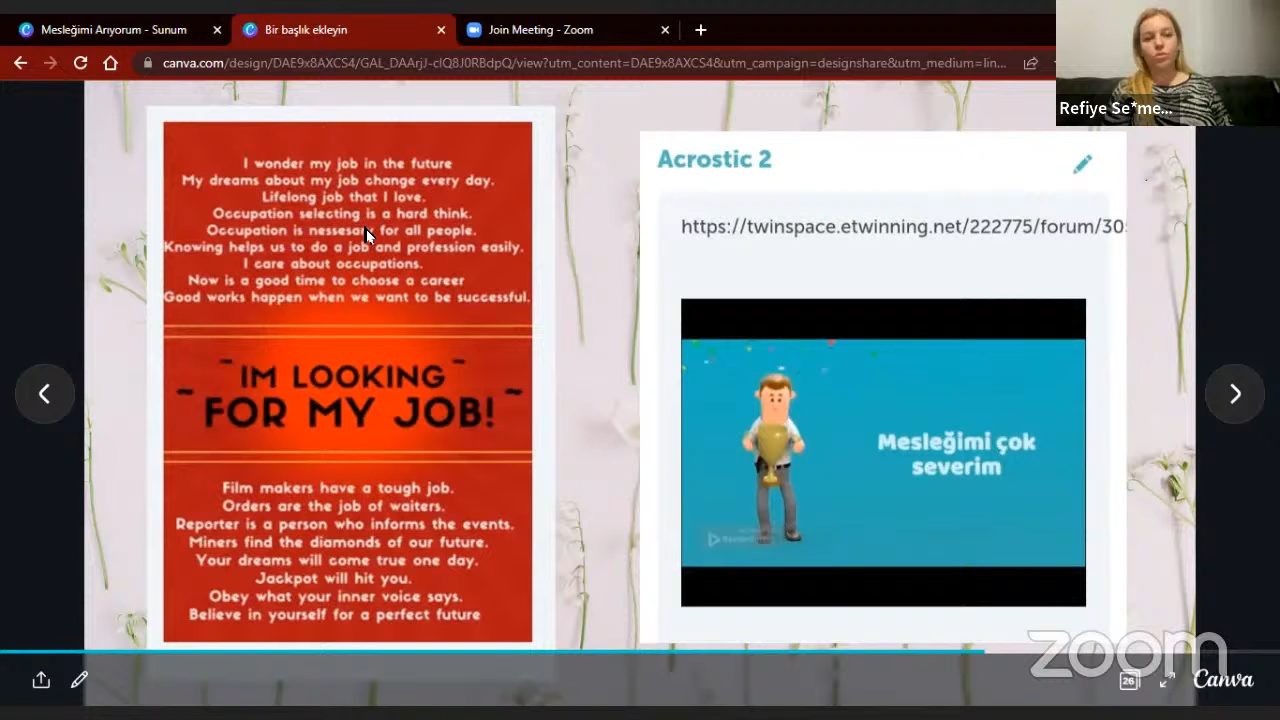 Mesleğimi Arıyorum - Sunum
Bir başlık ekleyin
Join Meeting - Zoom
canva.com/design/DAE9x8AXCS4/GAL_DAArjJ-clQ8J0RBdpQ/view?utm_content=DAE9x8AXCS4&utm_campaign=designshare&utm_medium=lin...
Refiye Se*me...
I wonder my job in the future
My dreams about my job change every day.
Lifelong job that I love.
Occupation selecting is a hard think.
Occupation is nessesary for all people.
Knowing helps us to do a job and profession easily.
I care about occupations.
Now is a good time to choose a career
Good works happen when we want to be successful.
~ IM LOOKING ~
~ FOR MY JOB! ~
Film makers have a tough job.
Orders are the job of waiters.
Reporter is a person who informs the events.
Miners find the diamonds of our future.
Your dreams will come true one day.
Jackpot will hit you.
Obey what your inner voice says.
Believe in yourself for a perfect future
Acrostic 2
https://twinspace.etwinning.net/222775/forum/30
Mesleğimi çok
severim
zoom
26
Canva